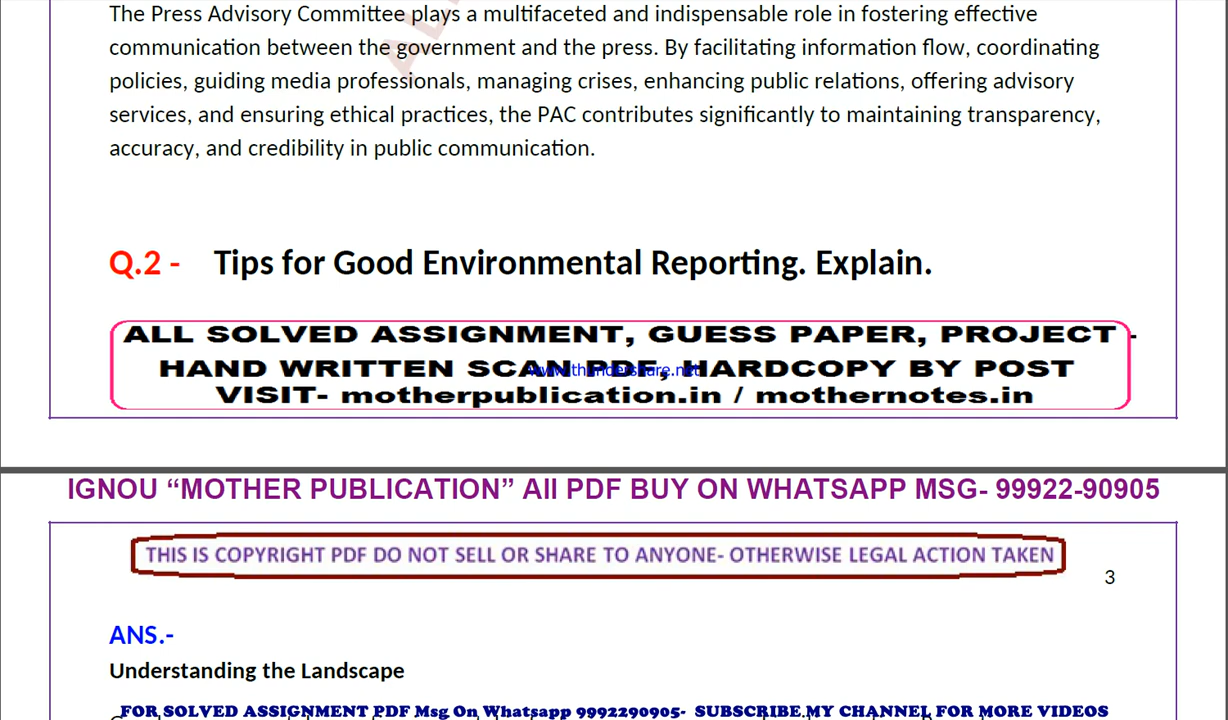 The Press Advisory Committee plays a multifaceted and indispensable role in fostering effective
communication between the government and the press. By facilitating information flow, coordinating
policies, guiding media professionals, managing crises, enhancing public relations, offering advisory
services, and ensuring ethical practices, the PAC contributes significantly to maintaining transparency,
accuracy, and credibility in public communication.
Q.2 - Tips for Good Environmental Reporting. Explain.
ALL SOLVED ASSIGNMENT, GUESS PAPER, PROJECT -
HAND WRITTEN SCAN PDF, HARDCOPY BY POST
www.thundershare.net
VISIT- motherpublication.in / mothernotes.in
IGNOU “MOTHER PUBLICATION” All PDF BUY ON WHATSAPP MSG- 99922-90905
THIS IS COPYRIGHT PDF DO NOT SELL OR SHARE TO ANYONE- OTHERWISE LEGAL ACTION TAKEN
3
ANS.-
Understanding the Landscape
FOR SOLVED ASSIGNMENT PDF Msg On Whatsapp 9992290905- SUBSCRIBE MY CHANNEL FOR MORE VIDEOS